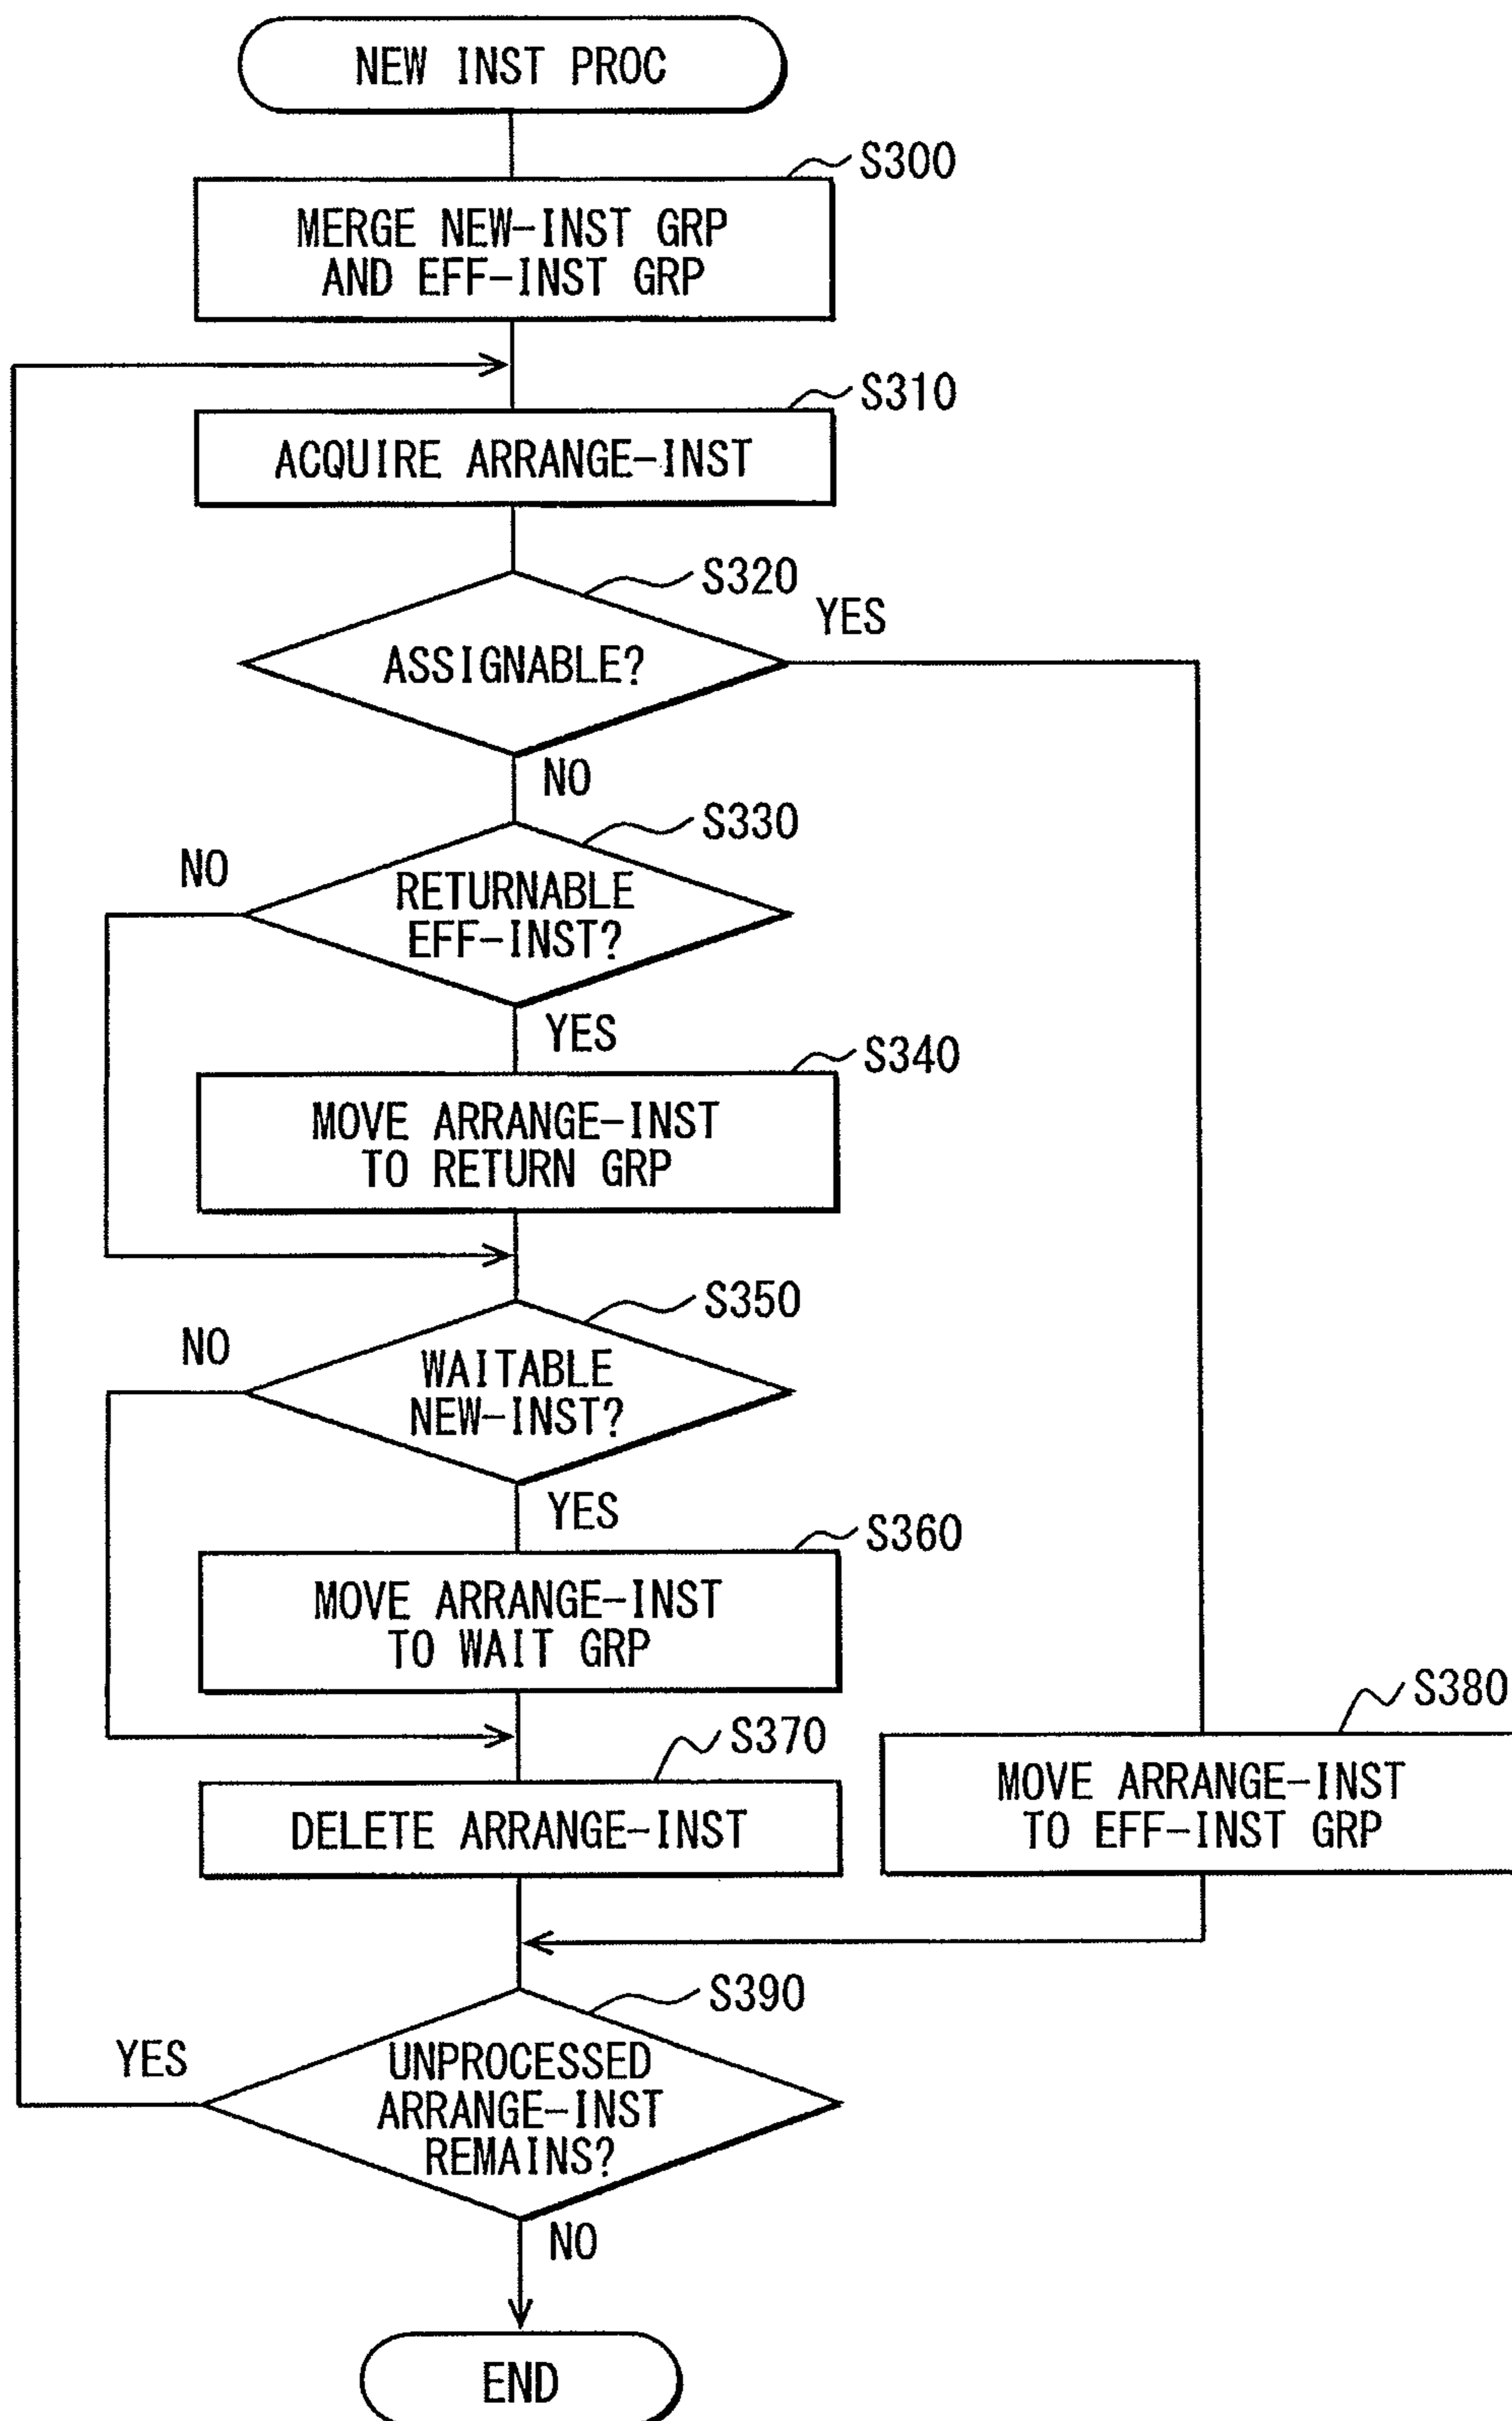 NEW INST PROC
S300
MERGE NEW-INST GRP
AND EFF-INST GRP
S310
ACQUIRE ARRANGE-INST
S320
YES
ASSIGNABLE?
NO
S330
NO
RETURNABLE
EFF-INST?
YES
S340
MOVE ARRANGE-INST
TO RETURN GRP
S350
NO
WAITABLE
NEW-INST?
YES
S360
MOVE ARRANGE-INST
TO WAIT GRP
S380
MOVE ARRANGE-INST
TO EFF-INST GRP
S370
DELETE ARRANGE-INST
S390
YES
UNPROCESSED
ARRANGE-INST
REMAINS?
NO
END